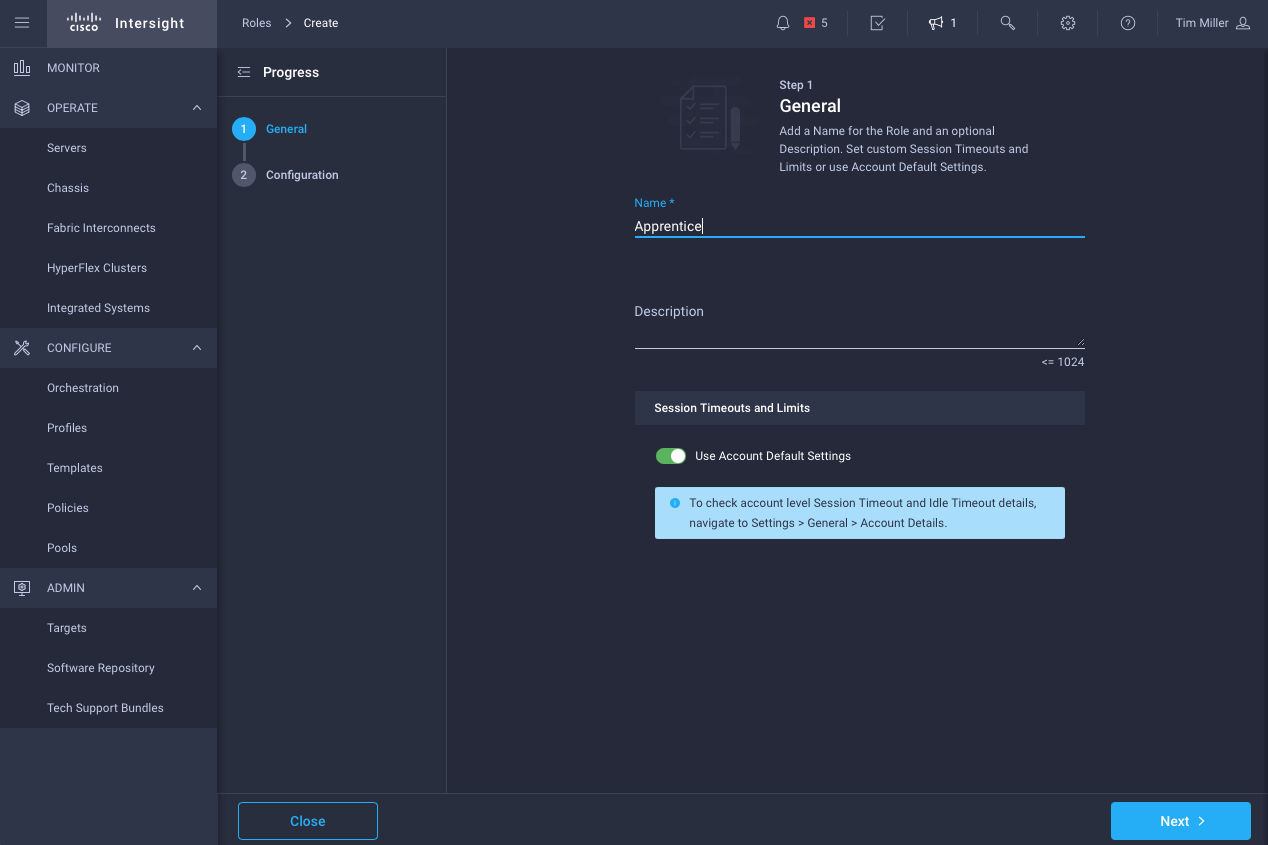 CISCO Intersight
Roles > Create
5
1
Tim Miller
MONITOR
OPERATE
Servers
Chassis
Fabric Interconnects
HyperFlex Clusters
Integrated Systems
CONFIGURE
Orchestration
Profiles
Templates
Policies
Pools
ADMIN
Targets
Software Repository
Tech Support Bundles
Progress
1 General
2 Configuration
Step 1
General
Add a Name for the Role and an optional
Description. Set custom Session Timeouts and
Limits or use Account Default Settings.
Name *
Apprentice
Description
<= 1024
Session Timeouts and Limits
Use Account Default Settings
To check account level Session Timeout and Idle Timeout details,
navigate to Settings > General > Account Details.
Close
Next >